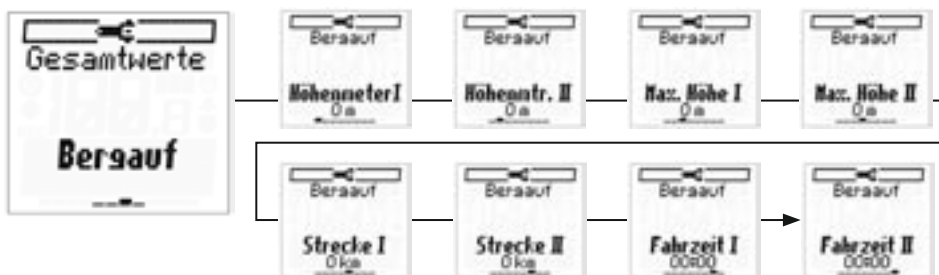 Gesamtwerte
Bergauf
Bergauf
HöhenmeterI
0 m
Bergauf
Höhenmtr. II
0 m
Bergauf
Max. Höhe I
0 m
Bergauf
Max. Höhe II
0 m
Bergauf
Strecke I
0 km
Bergauf
Strecke II
0 km
Bergauf
Fahrzeit I
00:00
Bergauf
Fahrzeit II
00:00